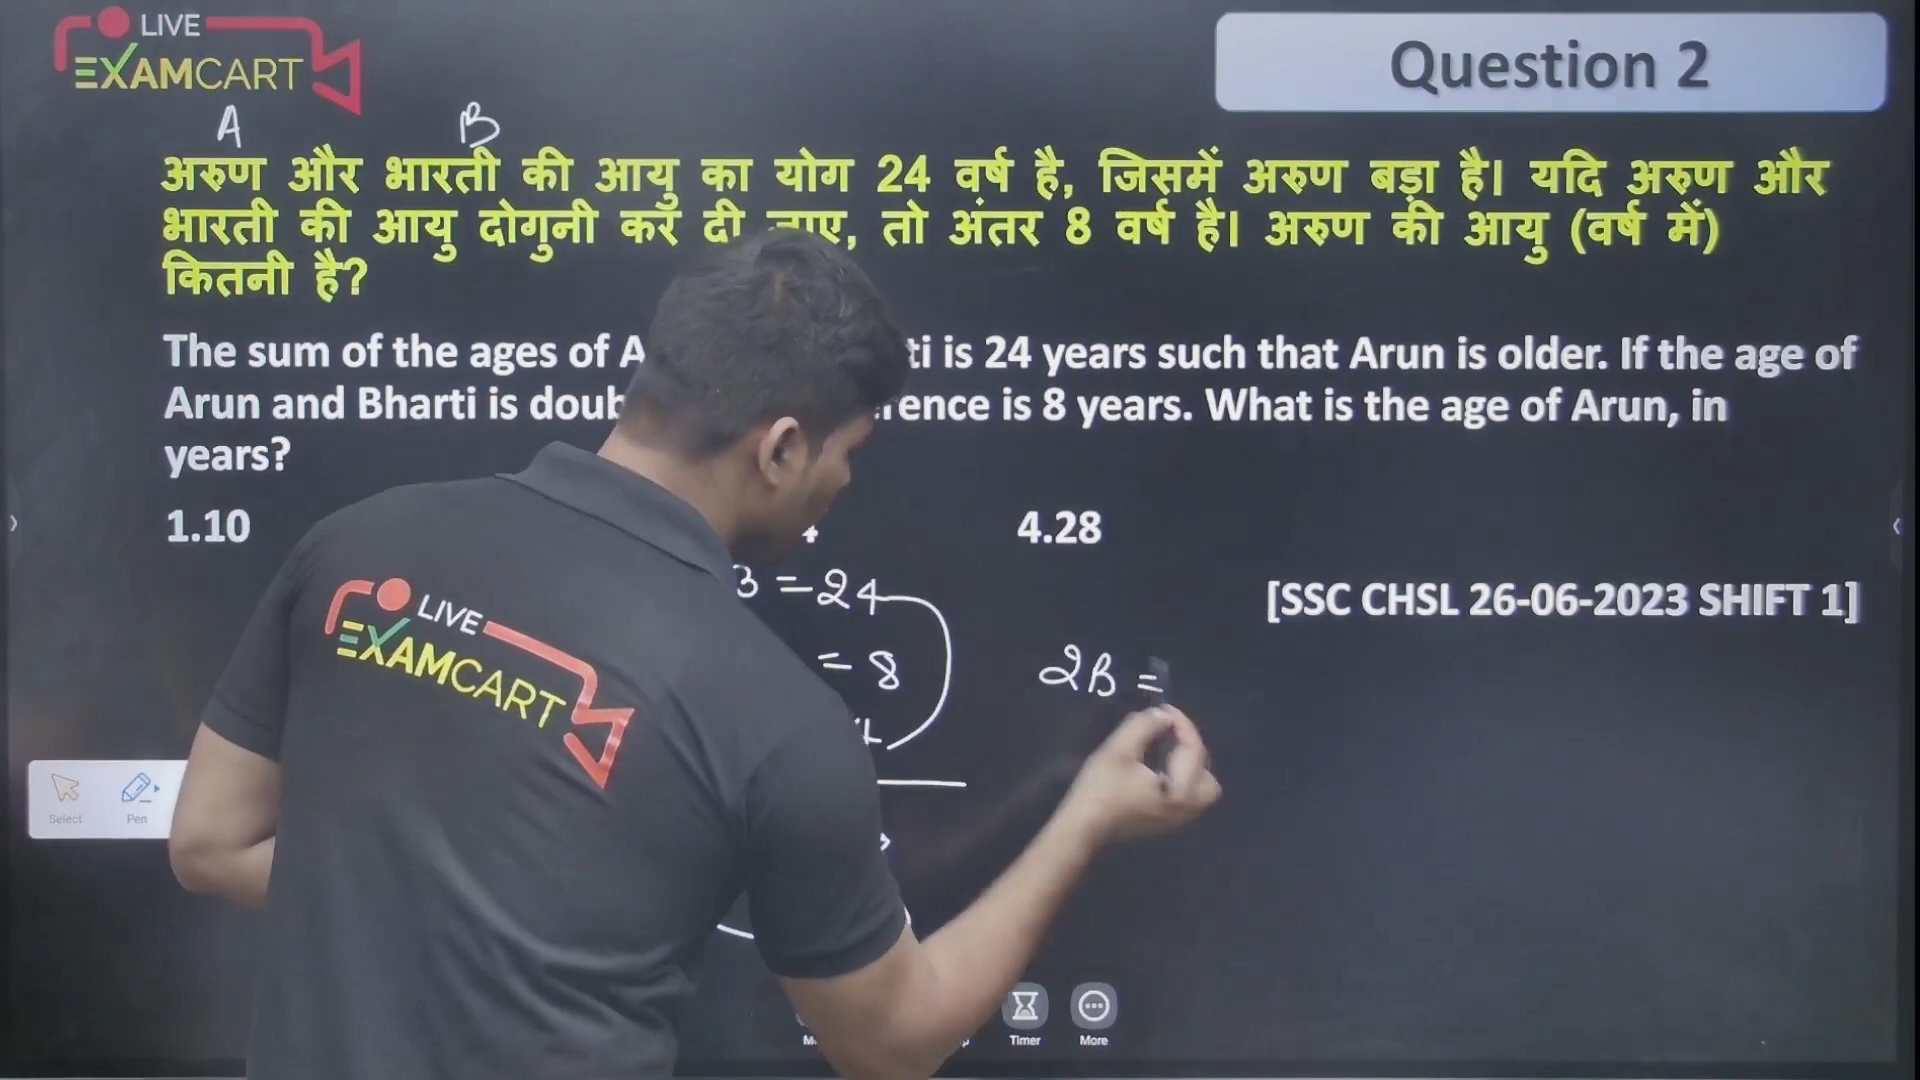 LIVE
EXAMCART
Question 2
A B
अरुण और भारती की आयु का योग 24 वर्ष है, जिसमें अरुण बड़ा है। यदि अरुण और
भारती की आयु दोगुनी कर दी जाए, तो अंतर 8 वर्ष है। अरुण की आयु (वर्ष में)
कितनी है?
The sum of the ages of is 24 years such that Arun is older. If the age of
Arun and Bharti is is 8 years. What is the age of Arun, in
years?
1.10 4.28
[SSC CHSL 26-06-2023 SHIFT 1]
B = 24
= 8
2B =
LIVE
EXAMCART
Select Pen
Timer More